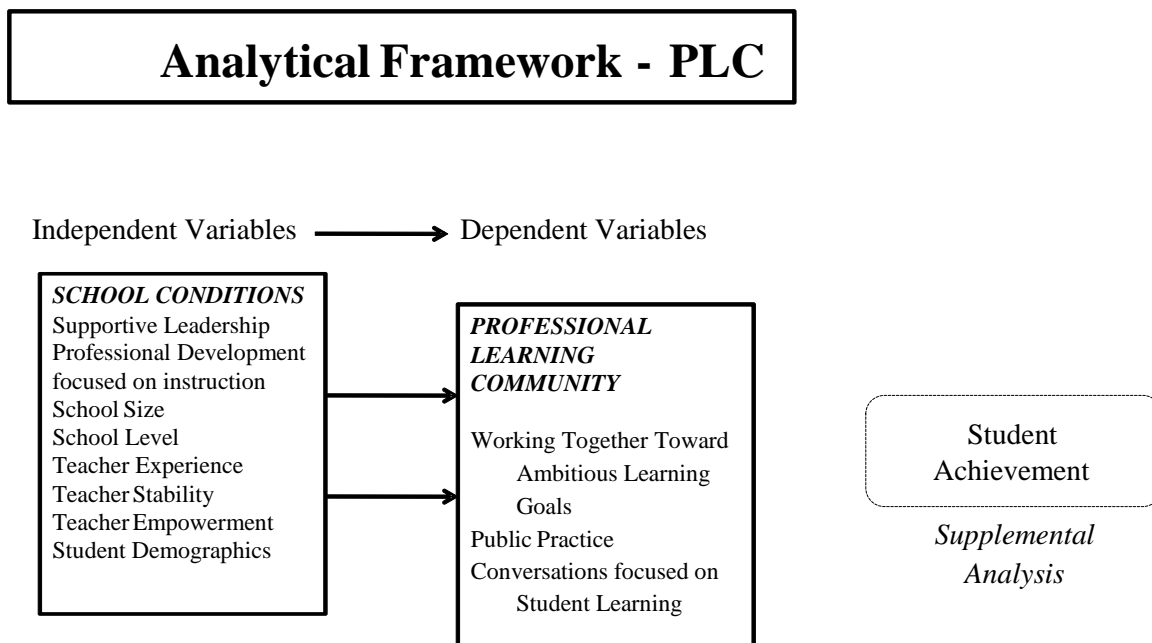 Analytical Framework - PLC
Independent Variables
Dependent Variables
SCHOOL CONDITIONS
Supportive Leadership
Professional Development
focused on instruction
School Size
School Level
Teacher Experience
Teacher Stability
Teacher Empowerment
Student Demographics
PROFESSIONAL
LEARNING
COMMUNITY
Working Together Toward
Ambitious Learning
Goals
Public Practice
Conversations focused on
Student Learning
Student
Achievement
Supplemental
Analysis